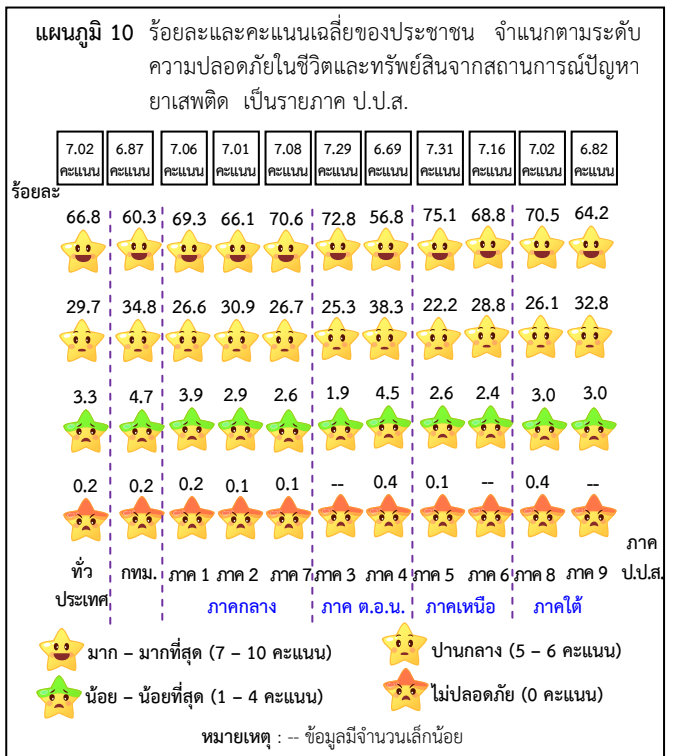 แผนภูมิ 10 ร้อยละและคะแนนเฉลี่ยของประชาชน จำแนกตามระดับ
ความปลอดภัยในชีวิตและทรัพย์สินจากสถานการณ์ปัญหา
ยาเสพติด เป็นรายภาค ป.ป.ส.
7.02 6.87 7.06 7.01 7.08 7.29 6.69 7.31 7.16 7.02 6.82
คะแนน คะแนน คะแนน คะแนน คะแนน คะแนน คะแนน คะแนน คะแนน คะแนน คะแนน
ร้อยละ
66.8 60.3 69.3 66.1 70.6 72.8 56.8 75.1 68.8 70.5 64.2
29.7 34.8 26.6 30.9 26.7 25.3 38.3 22.2 28.8 26.1 32.8
3.3 4.7 3.9 2.9 2.6 1.9 4.5 2.6 2.4 3.0 3.0
0.2 0.2 0.2 0.1 0.1 -- 0.4 0.1 -- 0.4 --
ทั่ว กทม. ภาค 1 ภาค 2 ภาค 7 ภาค 3 ภาค 4 ภาค 5 ภาค 6 ภาค 8 ภาค 9 ภาค
ประเทศ ป.ป.ส.
ภาคกลาง ภาค ต.อ.น. ภาคเหนือ ภาคใต้
มาก – มากที่สุด (7 – 10 คะแนน) ปานกลาง (5 – 6 คะแนน)
น้อย – น้อยที่สุด (1 – 4 คะแนน) ไม่ปลอดภัย (0 คะแนน)
หมายเหตุ : -- ข้อมูลมีจำนวนเล็กน้อย